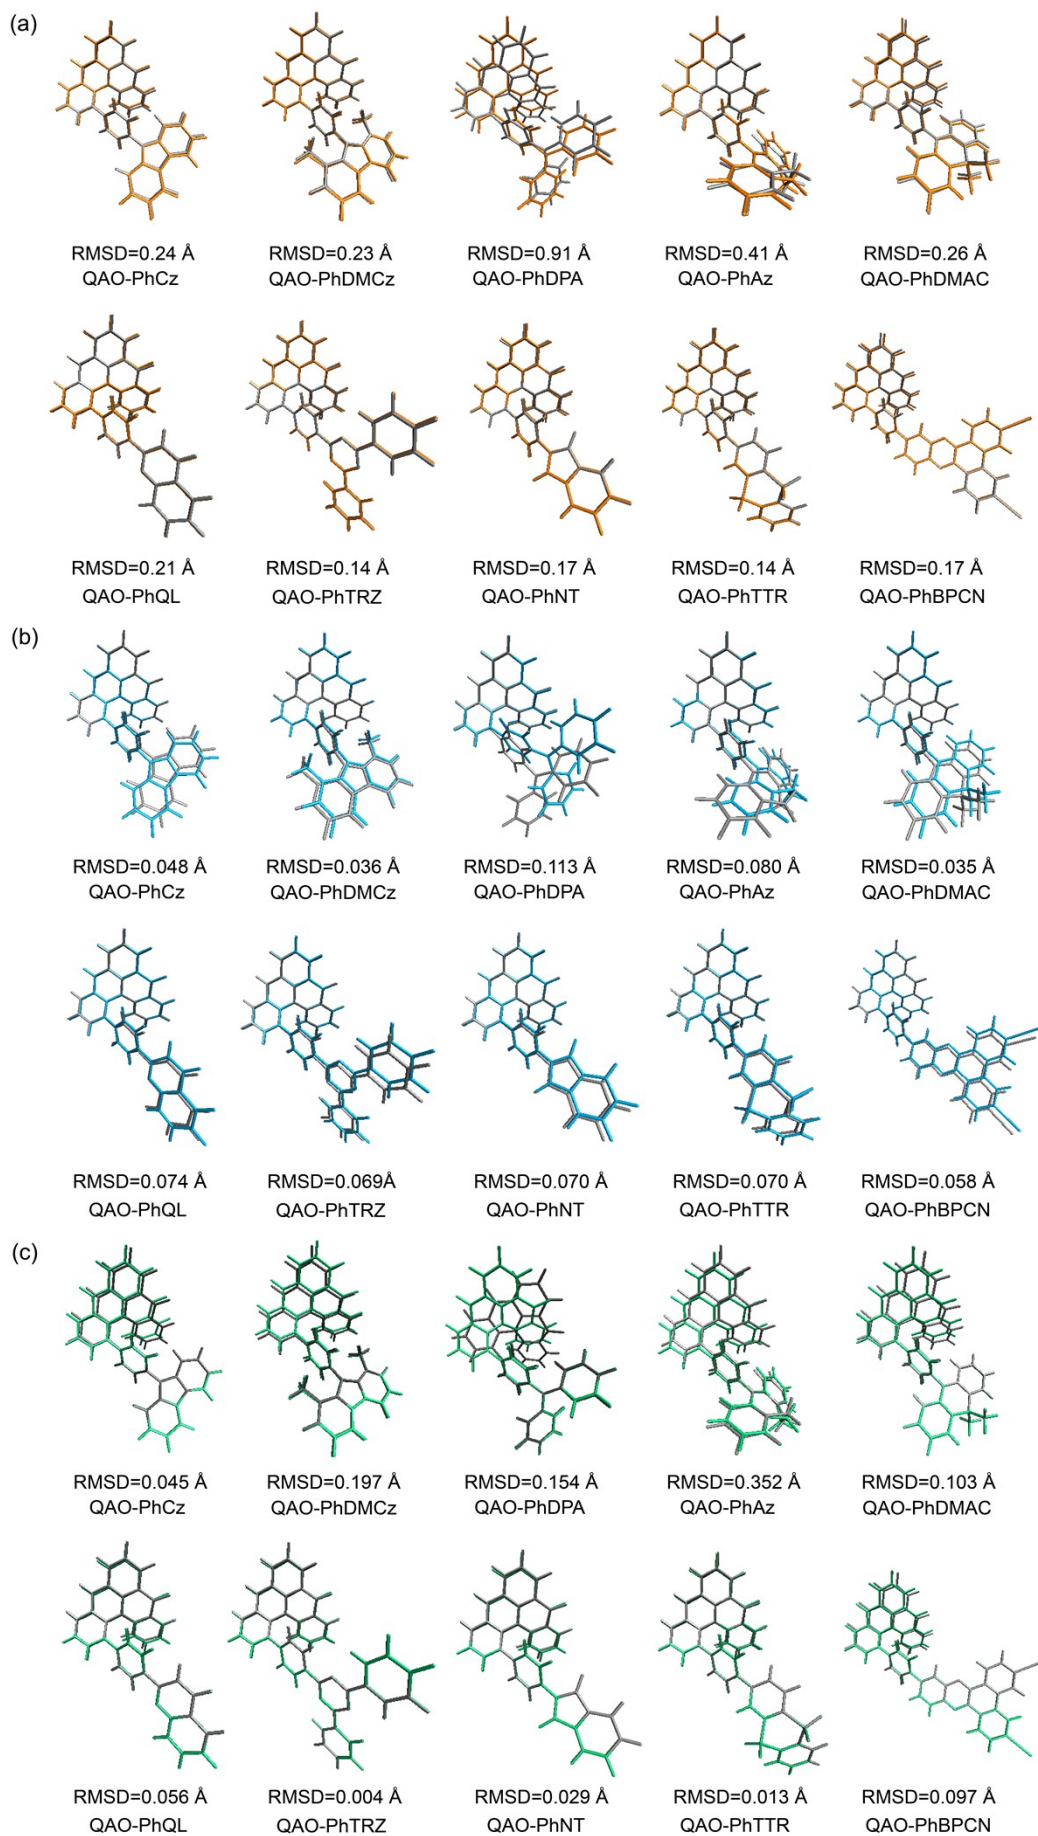 (a)
RMSD=0.24 Å RMSD=0.23 Å RMSD=0.91 Å RMSD=0.41 Å RMSD=0.26 Å
QAO-PhCz QAO-PhDMCz QAO-PhDPA QAO-PhAz QAO-PhDMAC
RMSD=0.21 Å RMSD=0.14 Å RMSD=0.17 Å RMSD=0.14 Å RMSD=0.17 Å
QAO-PhQL QAO-PhTRZ QAO-PhNT QAO-PhTTR QAO-PhBPCN
(b)
RMSD=0.048 Å RMSD=0.036 Å RMSD=0.113 Å RMSD=0.080 Å RMSD=0.035 Å
QAO-PhCz QAO-PhDMCz QAO-PhDPA QAO-PhAz QAO-PhDMAC
RMSD=0.074 Å RMSD=0.069Å RMSD=0.070 Å RMSD=0.070 Å RMSD=0.058 Å
QAO-PhQL QAO-PhTRZ QAO-PhNT QAO-PhTTR QAO-PhBPCN
(c)
RMSD=0.045 Å RMSD=0.197 Å RMSD=0.154 Å RMSD=0.352 Å RMSD=0.103 Å
QAO-PhCz QAO-PhDMCz QAO-PhDPA QAO-PhAz QAO-PhDMAC
RMSD=0.056 Å RMSD=0.004 Å RMSD=0.029 Å RMSD=0.013 Å RMSD=0.097 Å
QAO-PhQL QAO-PhTRZ QAO-PhNT QAO-PhTTR QAO-PhBPCN